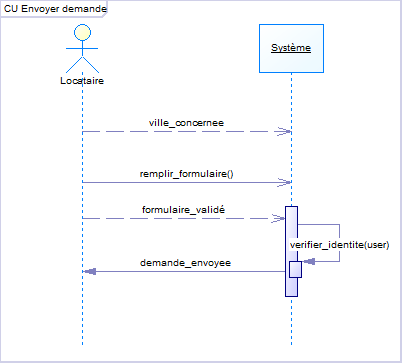 CU Envoyer demande
Locataire
Système
ville_concernee
remplir_formulaire()
formulaire_validé
verifier_identite(user)
demande_envoyee